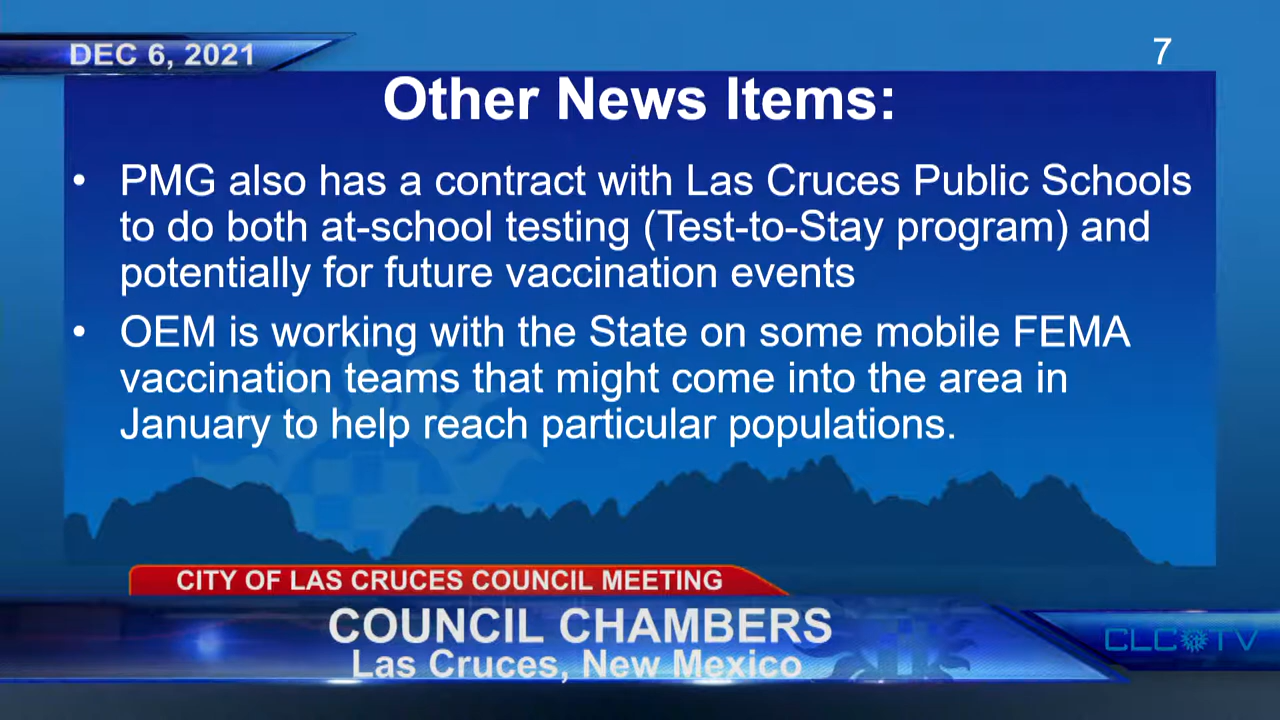 DEC 6, 2021
7
Other News Items:
• PMG also has a contract with Las Cruces Public Schools
to do both at-school testing (Test-to-Stay program) and
potentially for future vaccination events
• OEM is working with the State on some mobile FEMA
vaccination teams that might come into the area in
January to help reach particular populations.
CITY OF LAS CRUCES COUNCIL MEETING
COUNCIL CHAMBERS
Las Cruces, New Mexico
CLC TV